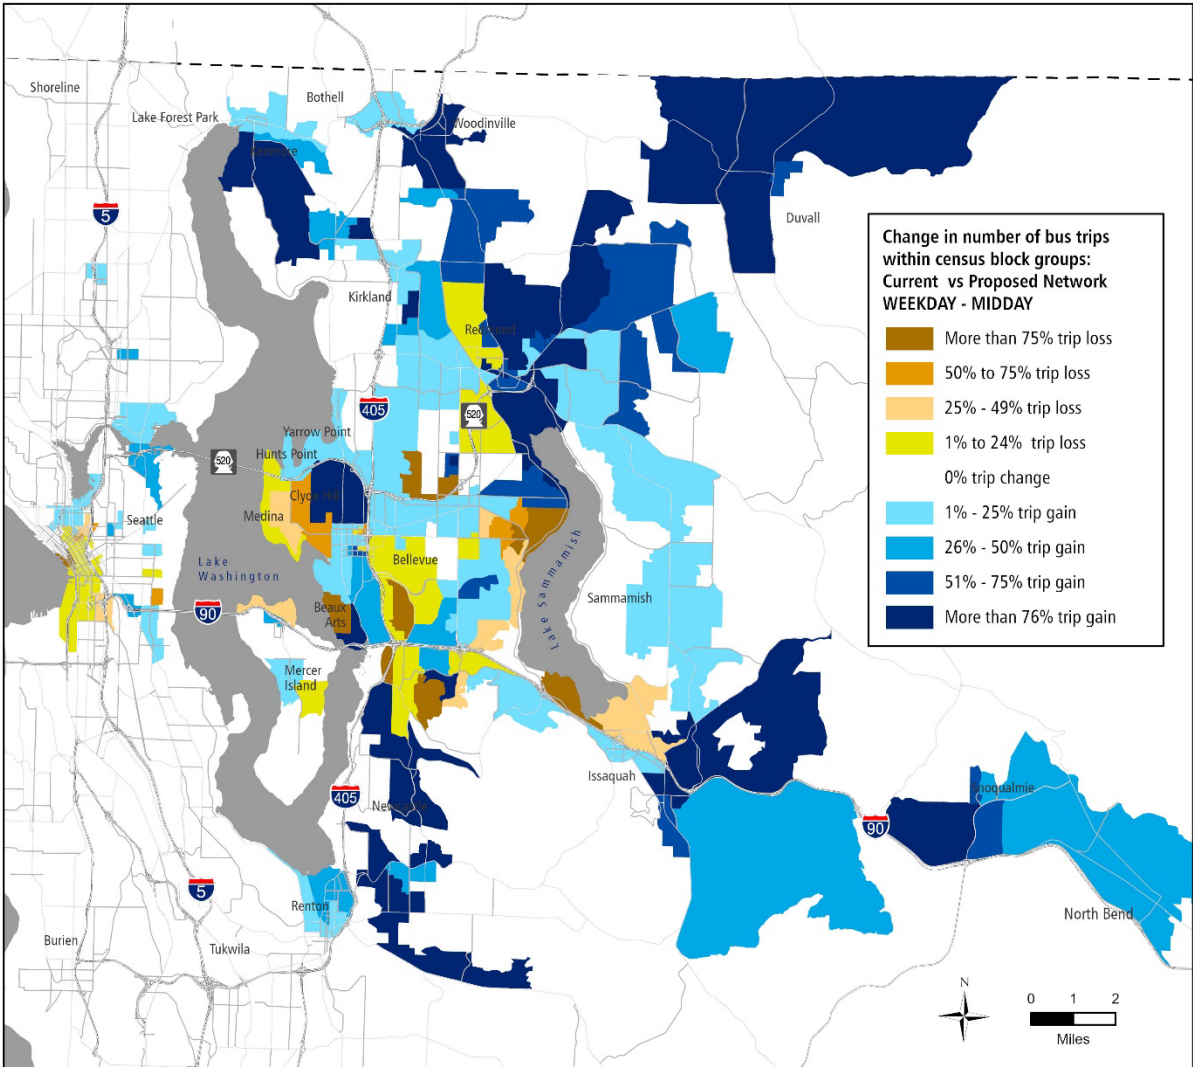 Shoreline
Bothell
Lake Forest Park
Woodinville
Kenmore
5
Duvall
Kirkland
Redmond
405
520
Yarrow Point
Hunts Point
520
Clyde Hill
Medina
Seattle
Bellevue
Lake
Washington
Lake Sammamish
Sammamish
90
Beaux
Arts
Mercer
Island
Issaquah
405
Newcastle
Snoqualmie
90
5
Renton
North Bend
Burien
Tukwila
Change in number of bus trips
within census block groups:
Current vs Proposed Network
WEEKDAY - MIDDAY
More than 75% trip loss
50% to 75% trip loss
25% - 49% trip loss
1% to 24% trip loss
0% trip change
1% - 25% trip gain
26% - 50% trip gain
51% - 75% trip gain
More than 76% trip gain
N
0 1 2
Miles